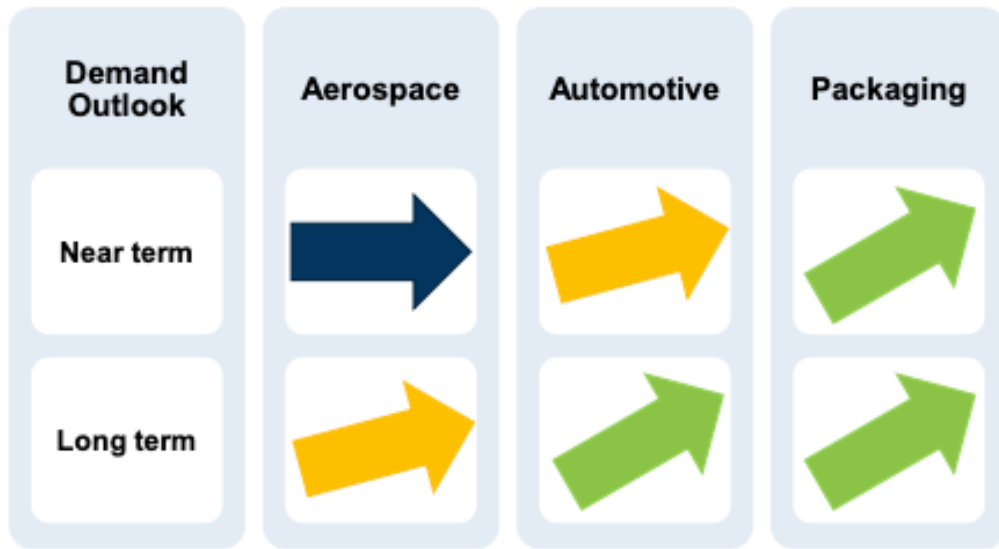 Demand
Outlook
Aerospace
Automotive
Packaging
Near term
Long term